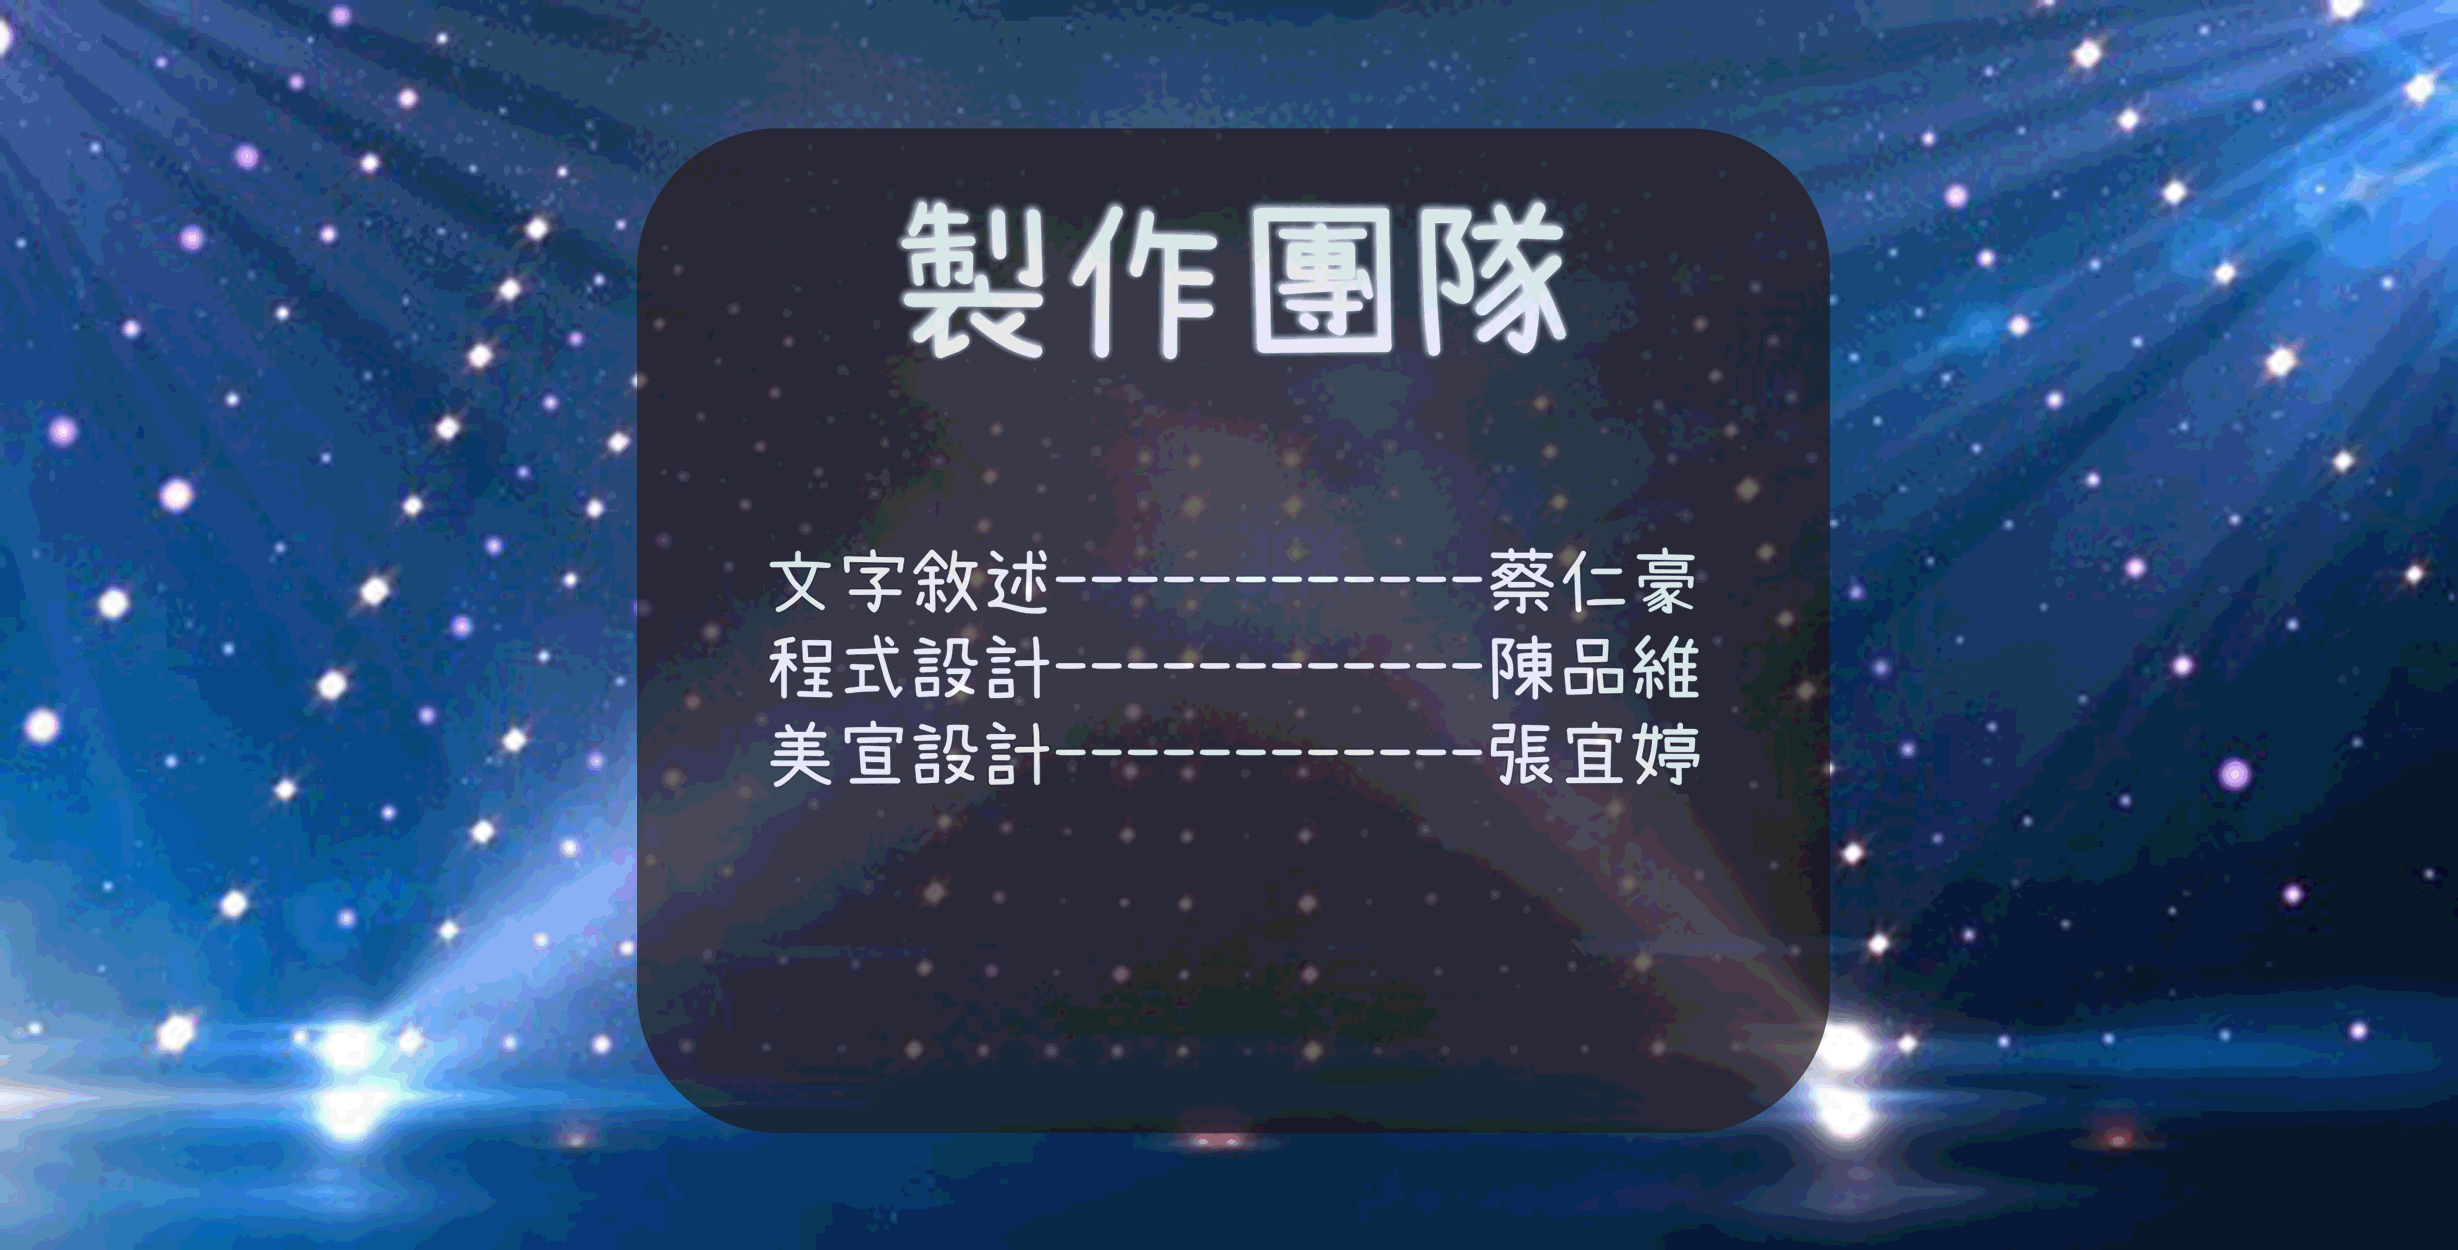 製作團隊
文字敘述------------蔡仁豪
程式設計------------陳品維
美宣設計------------張宜婷